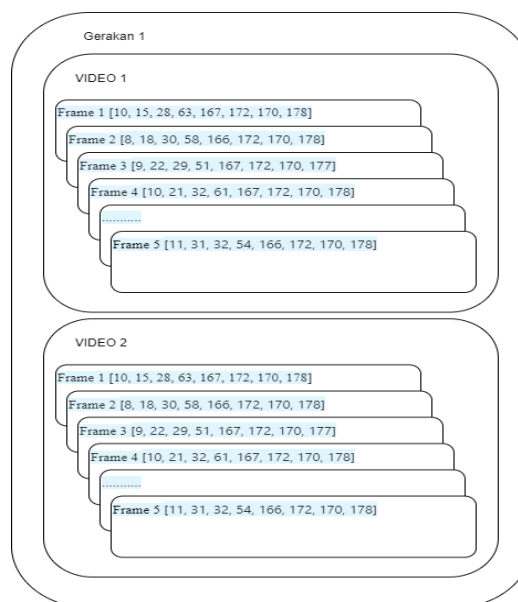 Gerakan 1
VIDEO 1
Frame 1 [10, 15, 28, 63, 167, 172, 170, 178]
Frame 2 [8, 18, 30, 58, 166, 172, 170, 178]
Frame 3 [9, 22, 29, 51, 167, 172, 170, 177]
Frame 4 [10, 21, 32, 61, 167, 172, 170, 178]
...........
Frame 5 [11, 31, 32, 54, 166, 172, 170, 178]
VIDEO 2
Frame 1 [10, 15, 28, 63, 167, 172, 170, 178]
Frame 2 [8, 18, 30, 58, 166, 172, 170, 178]
Frame 3 [9, 22, 29, 51, 167, 172, 170, 177]
Frame 4 [10, 21, 32, 61, 167, 172, 170, 178]
...........
Frame 5 [11, 31, 32, 54, 166, 172, 170, 178]